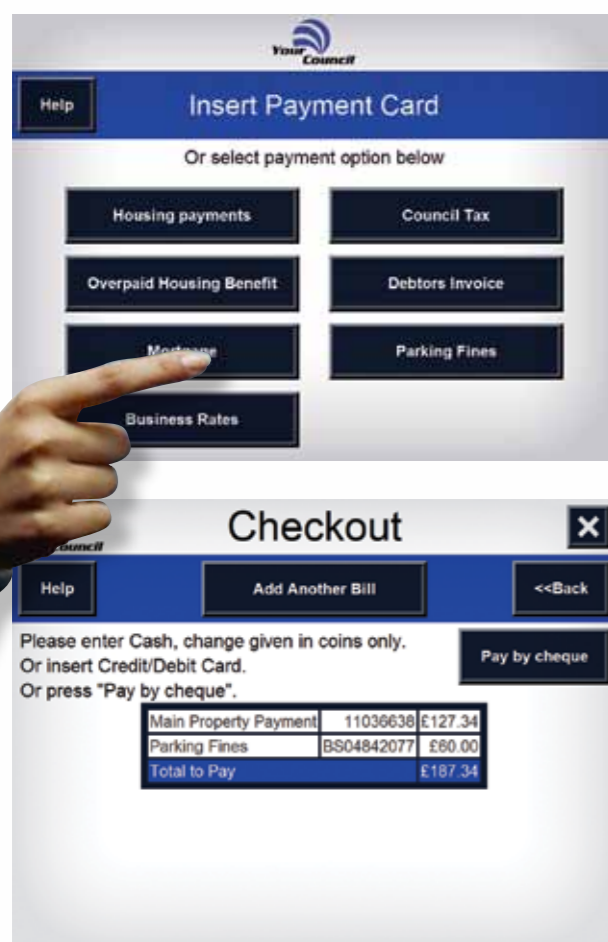 Your
Council
Help
Insert Payment Card
Or select payment option below
Housing payments
Council Tax
Overpaid Housing Benefit
Debtors Invoice
Mortgage
Parking Fines
Business Rates
Council
Checkout
X
Help
Add Another Bill
<<Back
Please enter Cash, change given in coins only.
Or insert Credit/Debit Card.
Or press "Pay by cheque".
Pay by cheque
Main Property Payment 11036638 £127.34
Parking Fines BS04842077 £60.00
Total to Pay £187.34